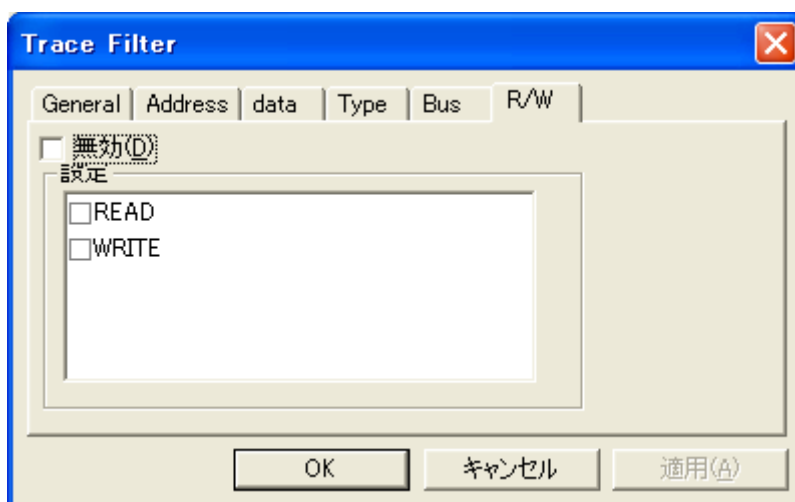 Trace Filter
General Address data Type Bus R/W
無効(D)
設定
READ
WRITE
OK キャンセル 適用(A)